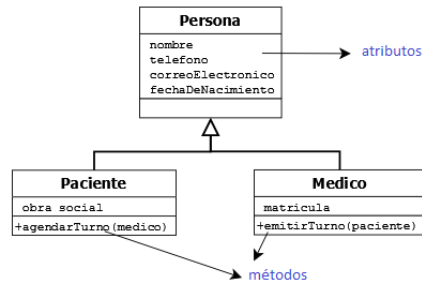 Persona
nombre
telefono
correoElectronico
fechaDeNacimiento
atributos
Paciente
obra social
+agendarTurno(medico)
Medico
matricula
+emitirTurno(paciente)
métodos